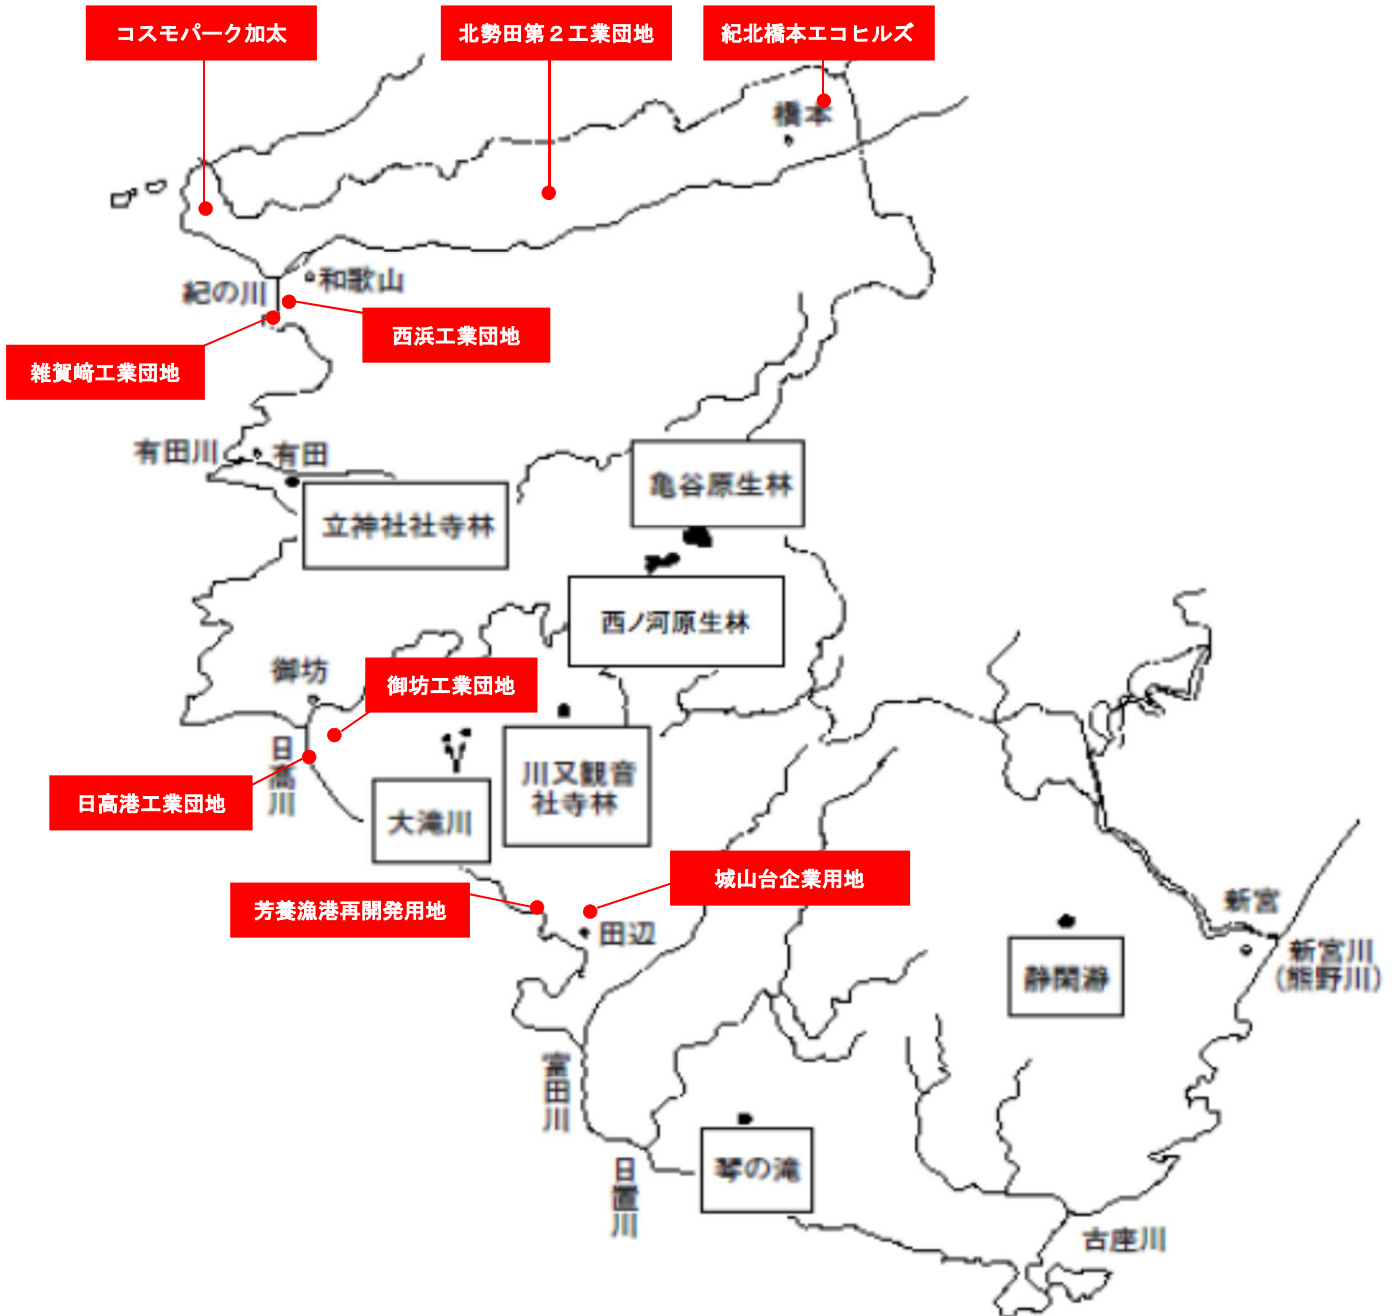 コスモパーク加太
北勢田第２工業団地
紀北橋本エコヒルズ
橋本
紀の川
和歌山
西浜工業団地
雑賀﨑工業団地
有田川
有田
立神社社寺林
亀谷原生林
西ノ河原生林
御坊
御坊工業団地
日高川
日高港工業団地
大滝川
川又観音
社寺林
芳養漁港再開発用地
城山台企業用地
田辺
新宮
新宮川
(熊野川)
静閑瀞
富田川
日置川
琴の滝
古座川